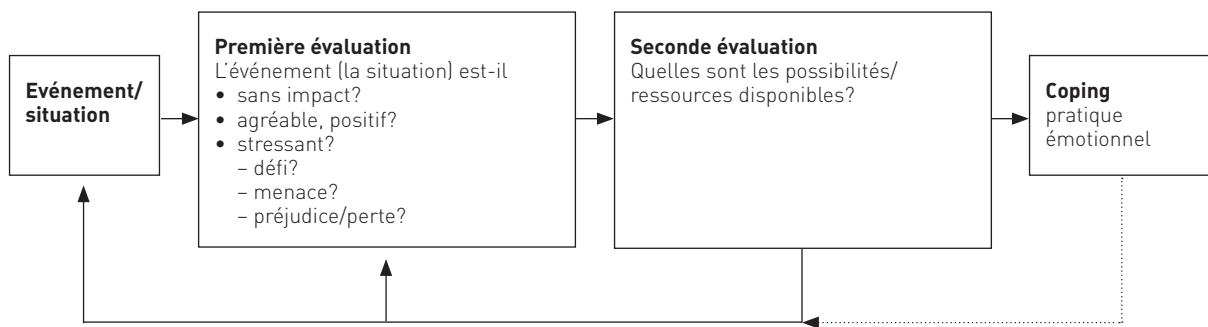 Evénement/
situation
Première évaluation
L’événement (la situation) est-il
• sans impact?
• agréable, positif?
• stressant?
– défi?
– menace?
– préjudice/perte?
Seconde évaluation
Quelles sont les possibilités/
ressources disponibles?
Coping
pratique
émotionnel